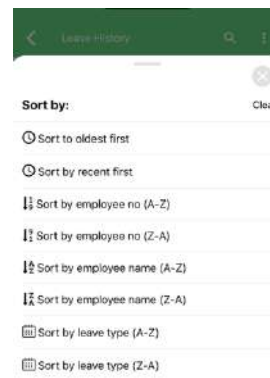 Leave History
Sort by:
Sort to oldest first
Sort by recent first
Sort by employee no (A-Z)
Sort by employee no (Z-A)
Sort by employee name (A-Z)
Sort by employee name (Z-A)
Sort by leave type (A-Z)
Sort by leave type (Z-A)